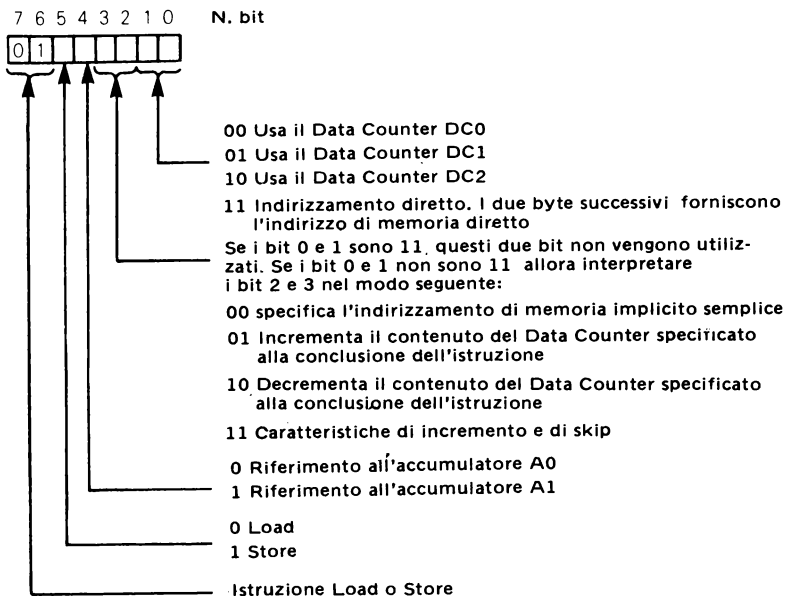 7 6 5 4 3 2 1 0 N. bit
0 1
00 Usa il Data Counter DC0
01 Usa il Data Counter DC1
10 Usa il Data Counter DC2
11 Indirizzamento diretto. I due byte successivi forniscono
l'indirizzo di memoria diretto
Se i bit 0 e 1 sono 11, questi due bit non vengono utiliz-
zati. Se i bit 0 e 1 non sono 11 allora interpretare
i bit 2 e 3 nel modo seguente:
00 specifica l'indirizzamento di memoria implicito semplice
01 Incrementa il contenuto del Data Counter specificato
alla conclusione dell'istruzione
10 Decrementa il contenuto del Data Counter specificato
alla conclusione dell'istruzione
11 Caratteristiche di incremento e di skip
0 Riferimento all'accumulatore A0
1 Riferimento all'accumulatore A1
0 Load
1 Store
Istruzione Load o Store